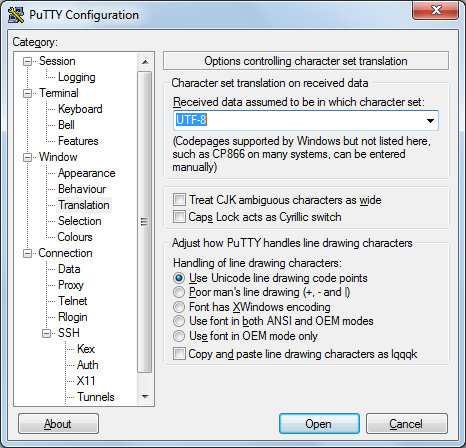 PuTTY Configuration
Category:
Session
Logging
Terminal
Keyboard
Bell
Features
Window
Appearance
Behaviour
Translation
Selection
Colours
Connection
Data
Proxy
Telnet
Rlogin
SSH
Kex
Auth
X11
Tunnels
Options controlling character set translation
Character set translation on received data
Received data assumed to be in which character set:
UTF-8
(Codepages supported by Windows but not listed here,
such as CP866 on many systems, can be entered
manually)
Treat CJK ambiguous characters as wide
Caps Lock acts as Cyrillic switch
Adjust how PuTTY handles line drawing characters
Handling of line drawing characters:
Use Unicode line drawing code points
Poor man's line drawing (+, - and |)
Font has XWindows encoding
Use font in both ANSI and OEM modes
Use font in OEM mode only
Copy and paste line drawing characters as lqqqk
About
Open
Cancel